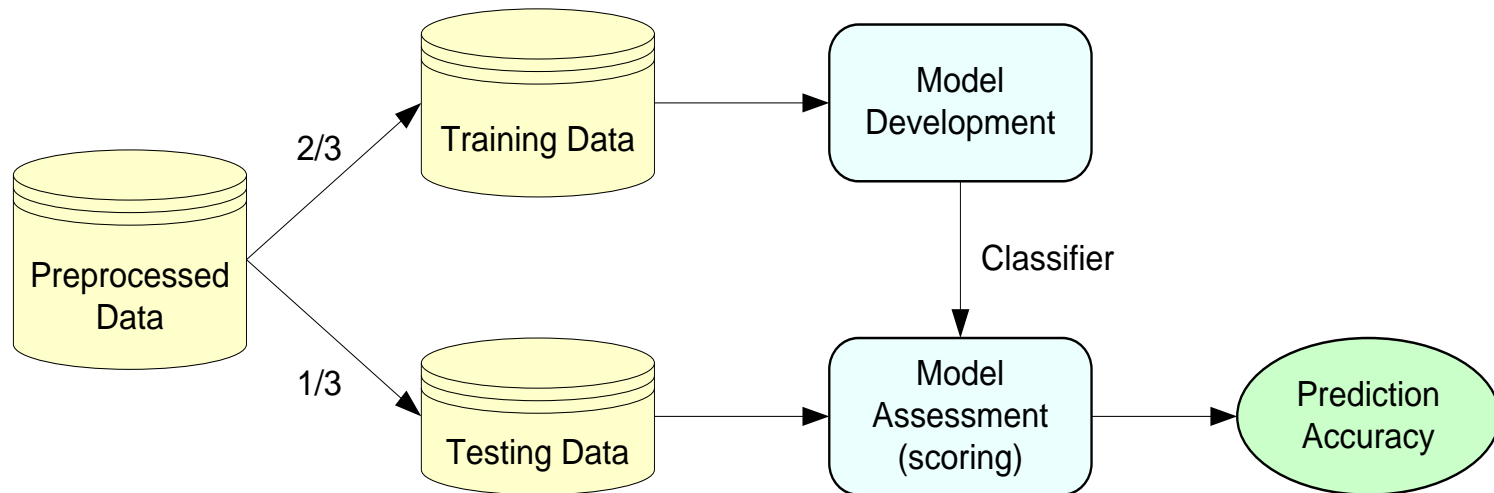 2/3
Training Data
Model
Development
Preprocessed
Data
Classifier
1/3
Testing Data
Model
Assessment
(scoring)
Prediction
Accuracy